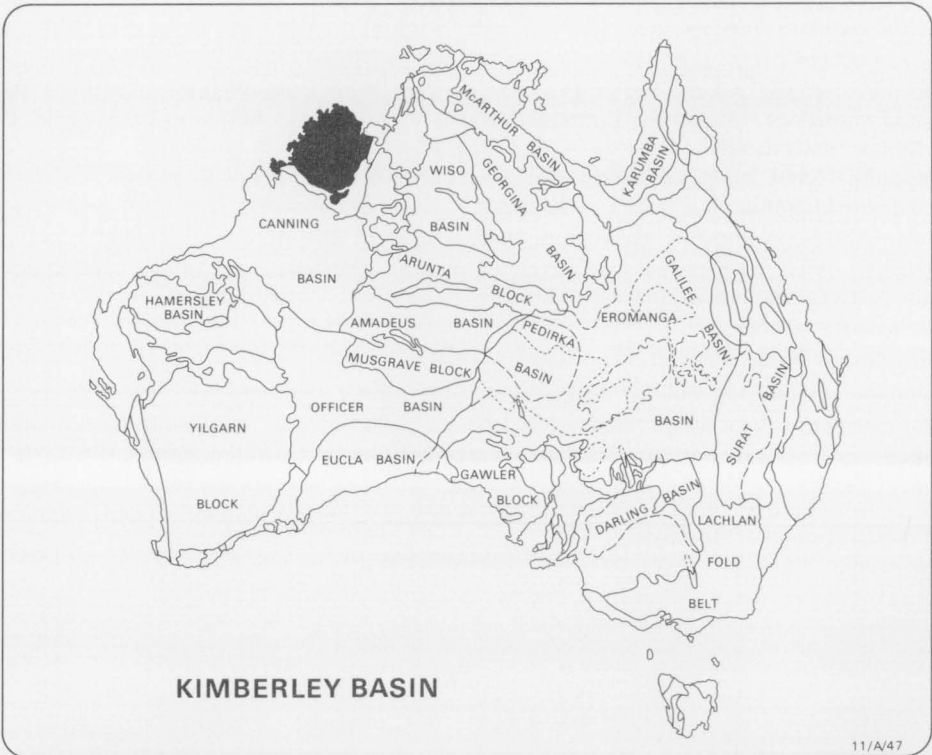 McARTHUR BASIN
KARUMBA BASIN
WISO
BASIN
GEORGINA
BASIN
CANNING
BASIN
ARUNTA
BLOCK
GALILEE
BASIN
HAMERSLEY
BASIN
AMADEUS BASIN
PEDIRKA
BASIN
EROMANGA
BASIN
MUSGRAVE BLOCK
OFFICER BASIN
SURAT
BASIN
YILGARN
BLOCK
EUCLA BASIN
GAWLER
BLOCK
DARLING BASIN
LACHLAN
FOLD
BELT
KIMBERLEY BASIN
11/A/47